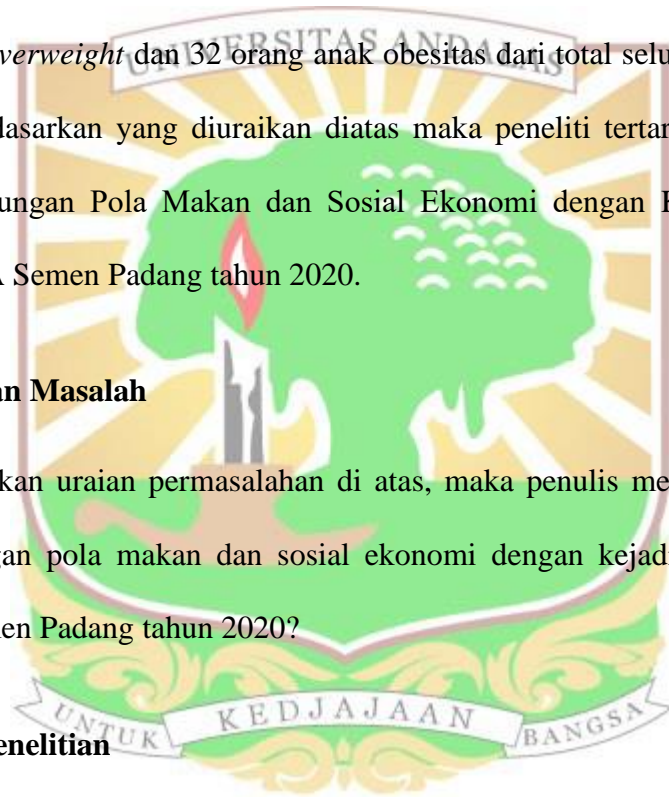 UNIVERSITAS ANDALAS
verweight dan 32 orang anak obesitas dari total selu
dasarkan yang diuraikan diatas maka peneliti tertar
ungan Pola Makan dan Sosial Ekonomi dengan
Semen Padang tahun 2020.
an Masalah
kan uraian permasalahan di atas, maka penulis me
gan pola makan dan sosial ekonomi dengan kejad
en Padang tahun 2020?
UNTUK KEDJAJAAN BANGSA
enelitian